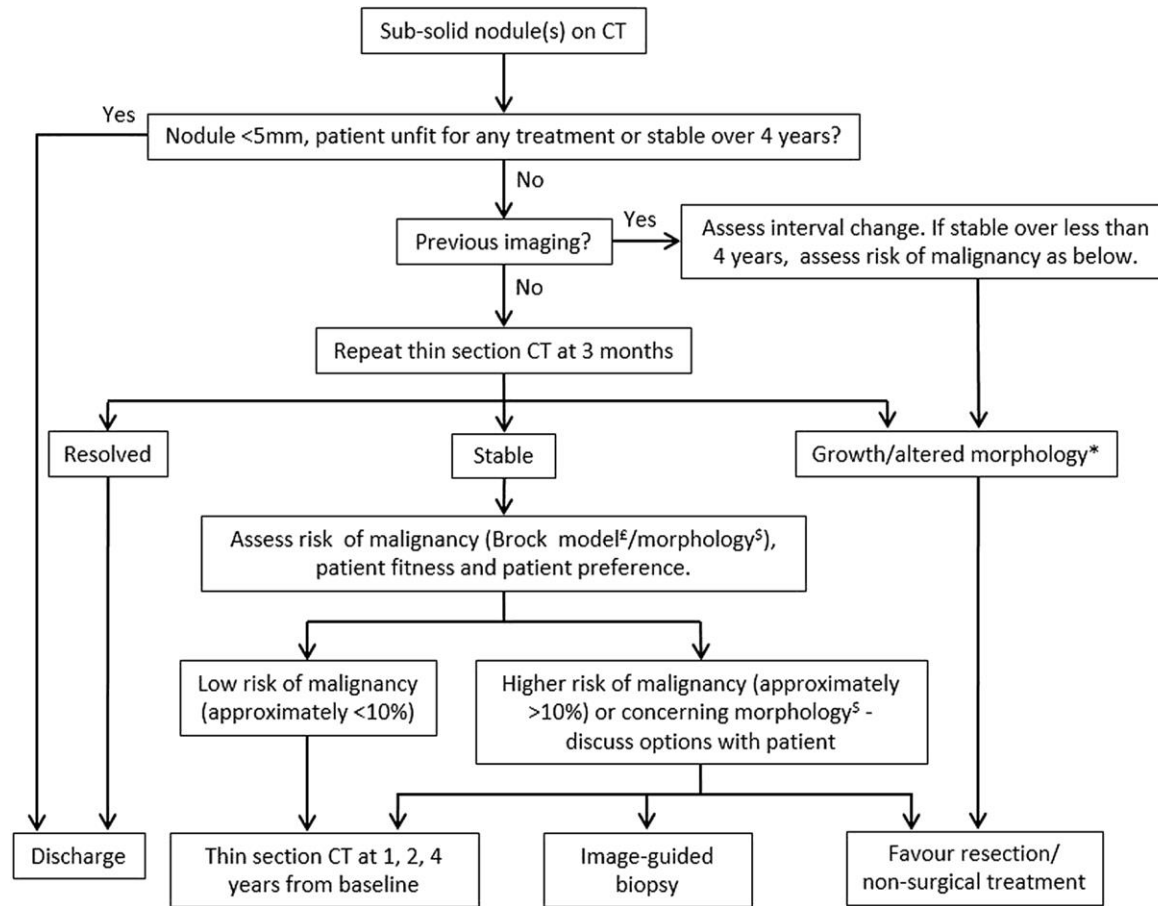 Sub-solid nodule(s) on CT
Yes
Nodule <5mm, patient unfit for any treatment or stable over 4 years?
No
Previous imaging?
Yes
Assess interval change. If stable over less than
4 years,  assess risk of malignancy as below.
No
Repeat thin section CT at 3 months
Resolved
Stable
Growth/altered morphology*
Assess risk  of malignancy (Brock  model£/morphology$),
patient fitness and patient preference.
Low risk of malignancy
(approximately <10%)
Higher risk of malignancy (approximately
>10%) or concerning morphology$ -
discuss options with patient
Discharge
Thin section CT at 1, 2, 4
years from baseline
Image-guided
biopsy
Favour resection/
non-surgical treatment